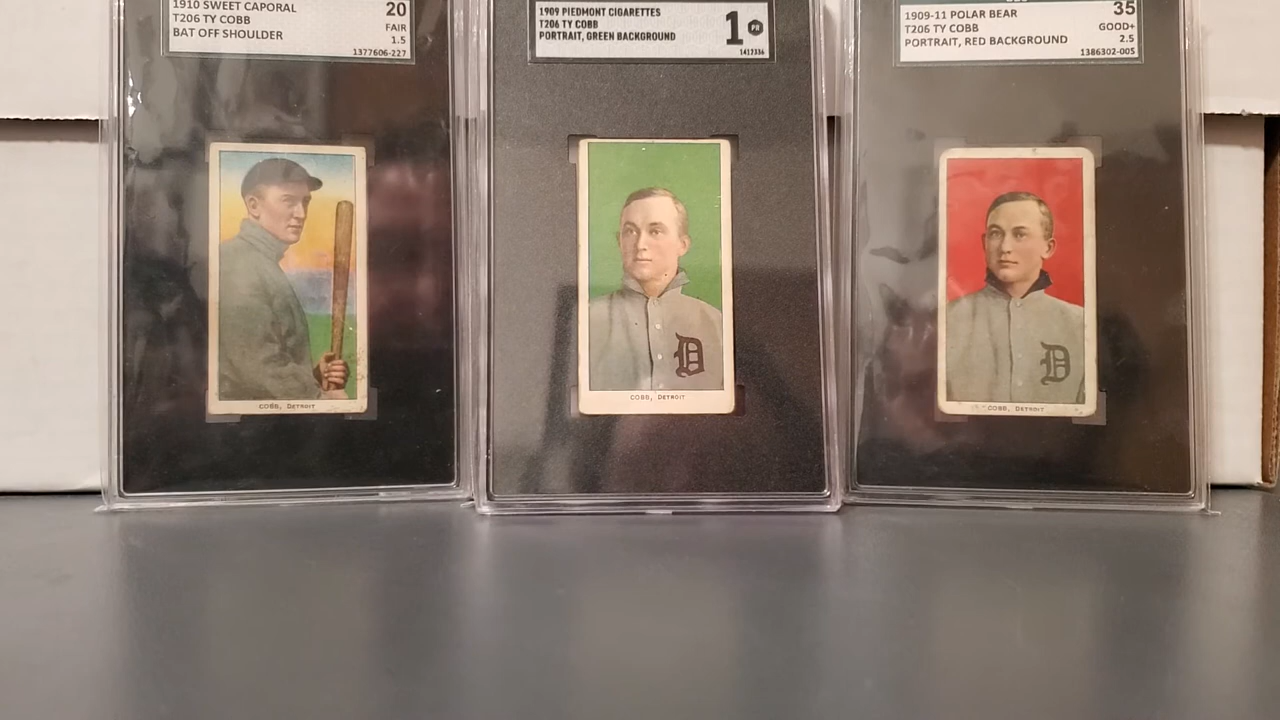 1910 SWEET CAPORAL 20
T206 TY COBB FAIR
BAT OFF SHOULDER 1.5
1377606-227
1909 PIEDMONT CIGARETTES
T206 TY COBB 1 PR
PORTRAIT, GREEN BACKGROUND
1417336
1909-11 POLAR BEAR 35
T206 TY COBB GOOD+
PORTRAIT, RED BACKGROUND 2.5
1386302-005
COBB, DETROIT
D
COBB, DETROIT
D
COBB, DETROIT